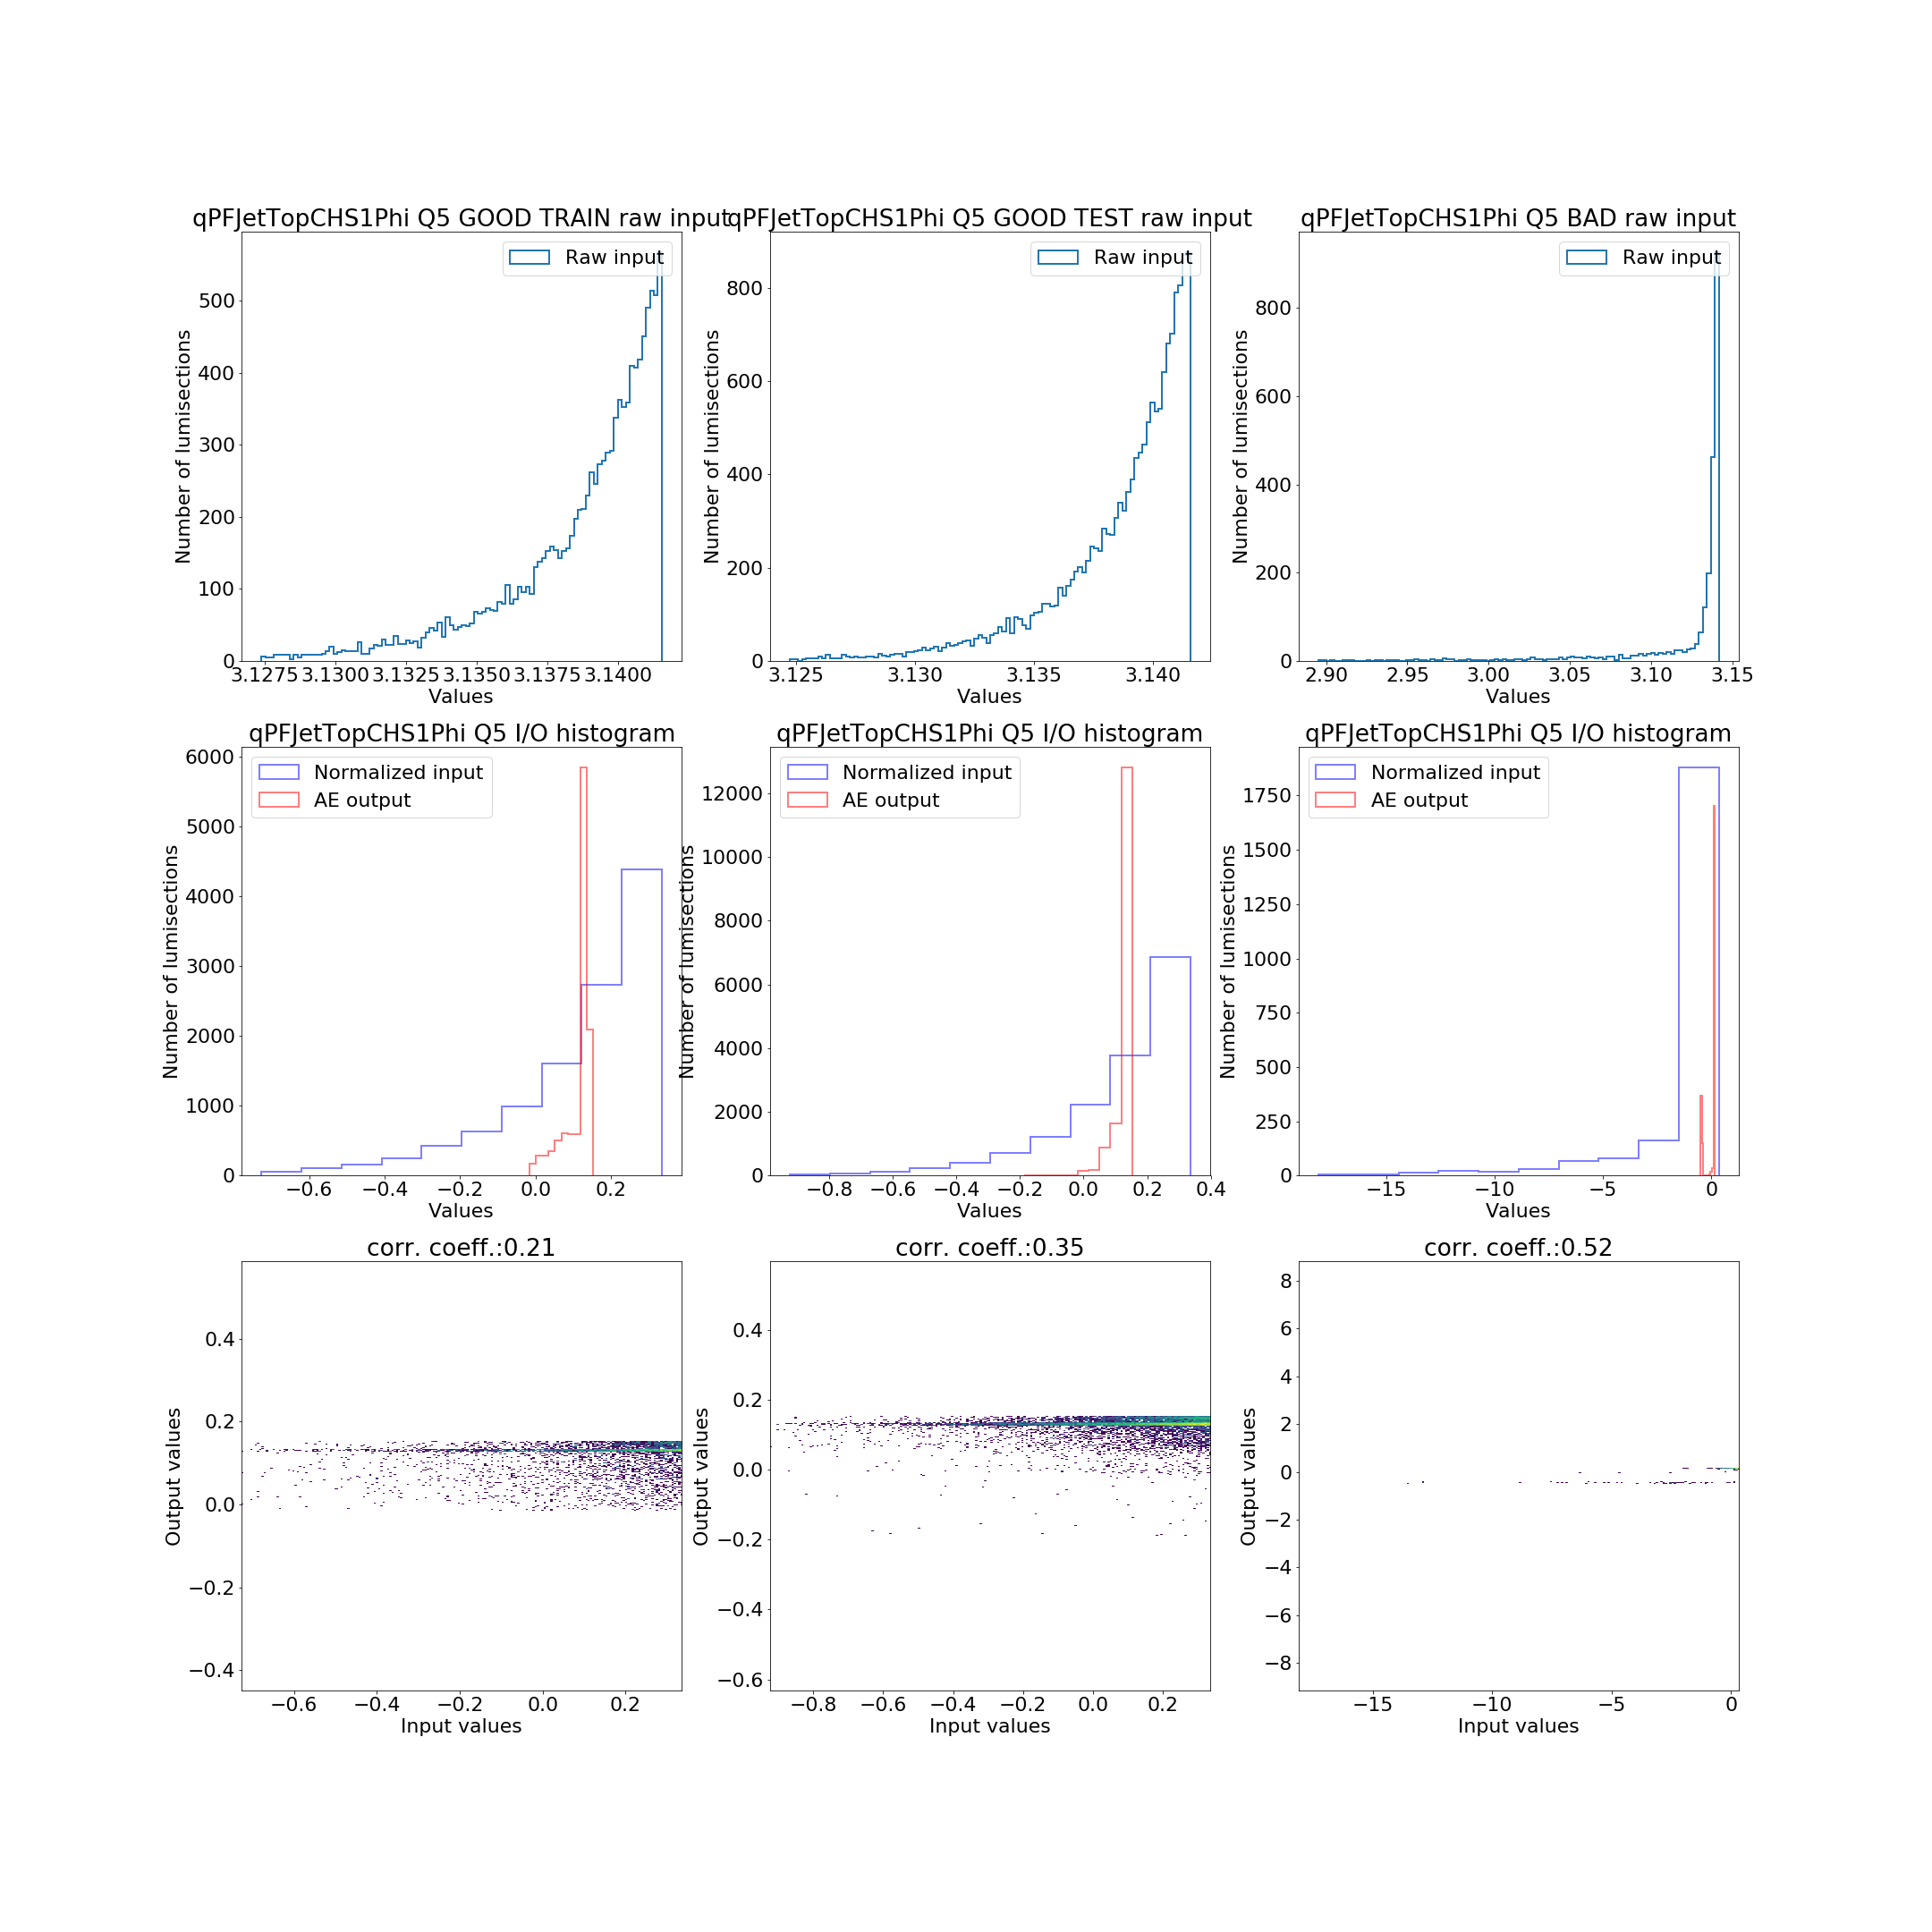 qPFJetTopCHS1Phi Q5 GOOD TRAIN raw input
Raw input
500
400
300
200
100
0
Number of lumisections
3.1275 3.1300 3.1325 3.1350 3.1375 3.1400
Values
qPFJetTopCHS1Phi Q5 GOOD TEST raw input
Raw input
800
600
400
200
0
Number of lumisections
3.125 3.130 3.135 3.140
Values
qPFJetTopCHS1Phi Q5 BAD raw input
Raw input
800
600
400
200
0
Number of lumisections
2.90 2.95 3.00 3.05 3.10 3.15
Values
qPFJetTopCHS1Phi Q5 I/O histogram
Normalized input
AE output
6000
5000
4000
3000
2000
1000
0
Number of lumisections
−0.6 −0.4 −0.2 0.0 0.2
Values
qPFJetTopCHS1Phi Q5 I/O histogram
Normalized input
AE output
12000
10000
8000
6000
4000
2000
0
Number of lumisections
−0.8 −0.6 −0.4 −0.2 0.0 0.2 0.4
Values
qPFJetTopCHS1Phi Q5 I/O histogram
Normalized input
AE output
1750
1500
1250
1000
750
500
250
0
Number of lumisections
−15 −10 −5 0
Values
corr. coeff.:0.21
0.4
0.2
0.0
−0.2
−0.4
Output values
−0.6 −0.4 −0.2 0.0 0.2
Input values
corr. coeff.:0.35
0.4
0.2
0.0
−0.2
−0.4
−0.6
Output values
−0.8 −0.6 −0.4 −0.2 0.0 0.2
Input values
corr. coeff.:0.52
8
6
4
2
0
−2
−4
−6
−8
Output values
−15 −10 −5 0
Input values